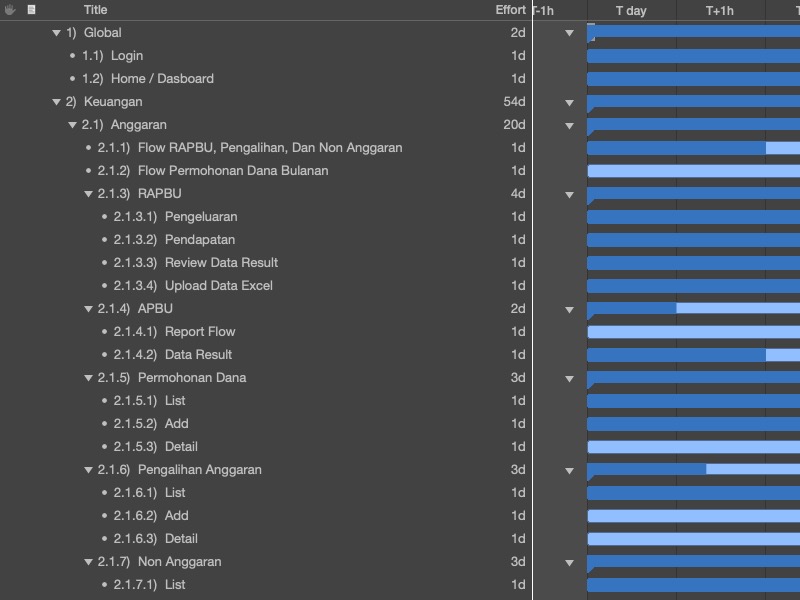 Title Effort T-1h T day T+1h T
1) Global 2d
1.1) Login 1d
1.2) Home / Dasboard 1d
2) Keuangan 54d
2.1) Anggaran 20d
2.1.1) Flow RAPBU, Pengalihan, Dan Non Anggaran 1d
2.1.2) Flow Permohonan Dana Bulanan 1d
2.1.3) RAPBU 4d
2.1.3.1) Pengeluaran 1d
2.1.3.2) Pendapatan 1d
2.1.3.3) Review Data Result 1d
2.1.3.4) Upload Data Excel 1d
2.1.4) APBU 2d
2.1.4.1) Report Flow 1d
2.1.4.2) Data Result 1d
2.1.5) Permohonan Dana 3d
2.1.5.1) List 1d
2.1.5.2) Add 1d
2.1.5.3) Detail 1d
2.1.6) Pengalihan Anggaran 3d
2.1.6.1) List 1d
2.1.6.2) Add 1d
2.1.6.3) Detail 1d
2.1.7) Non Anggaran 3d
2.1.7.1) List 1d